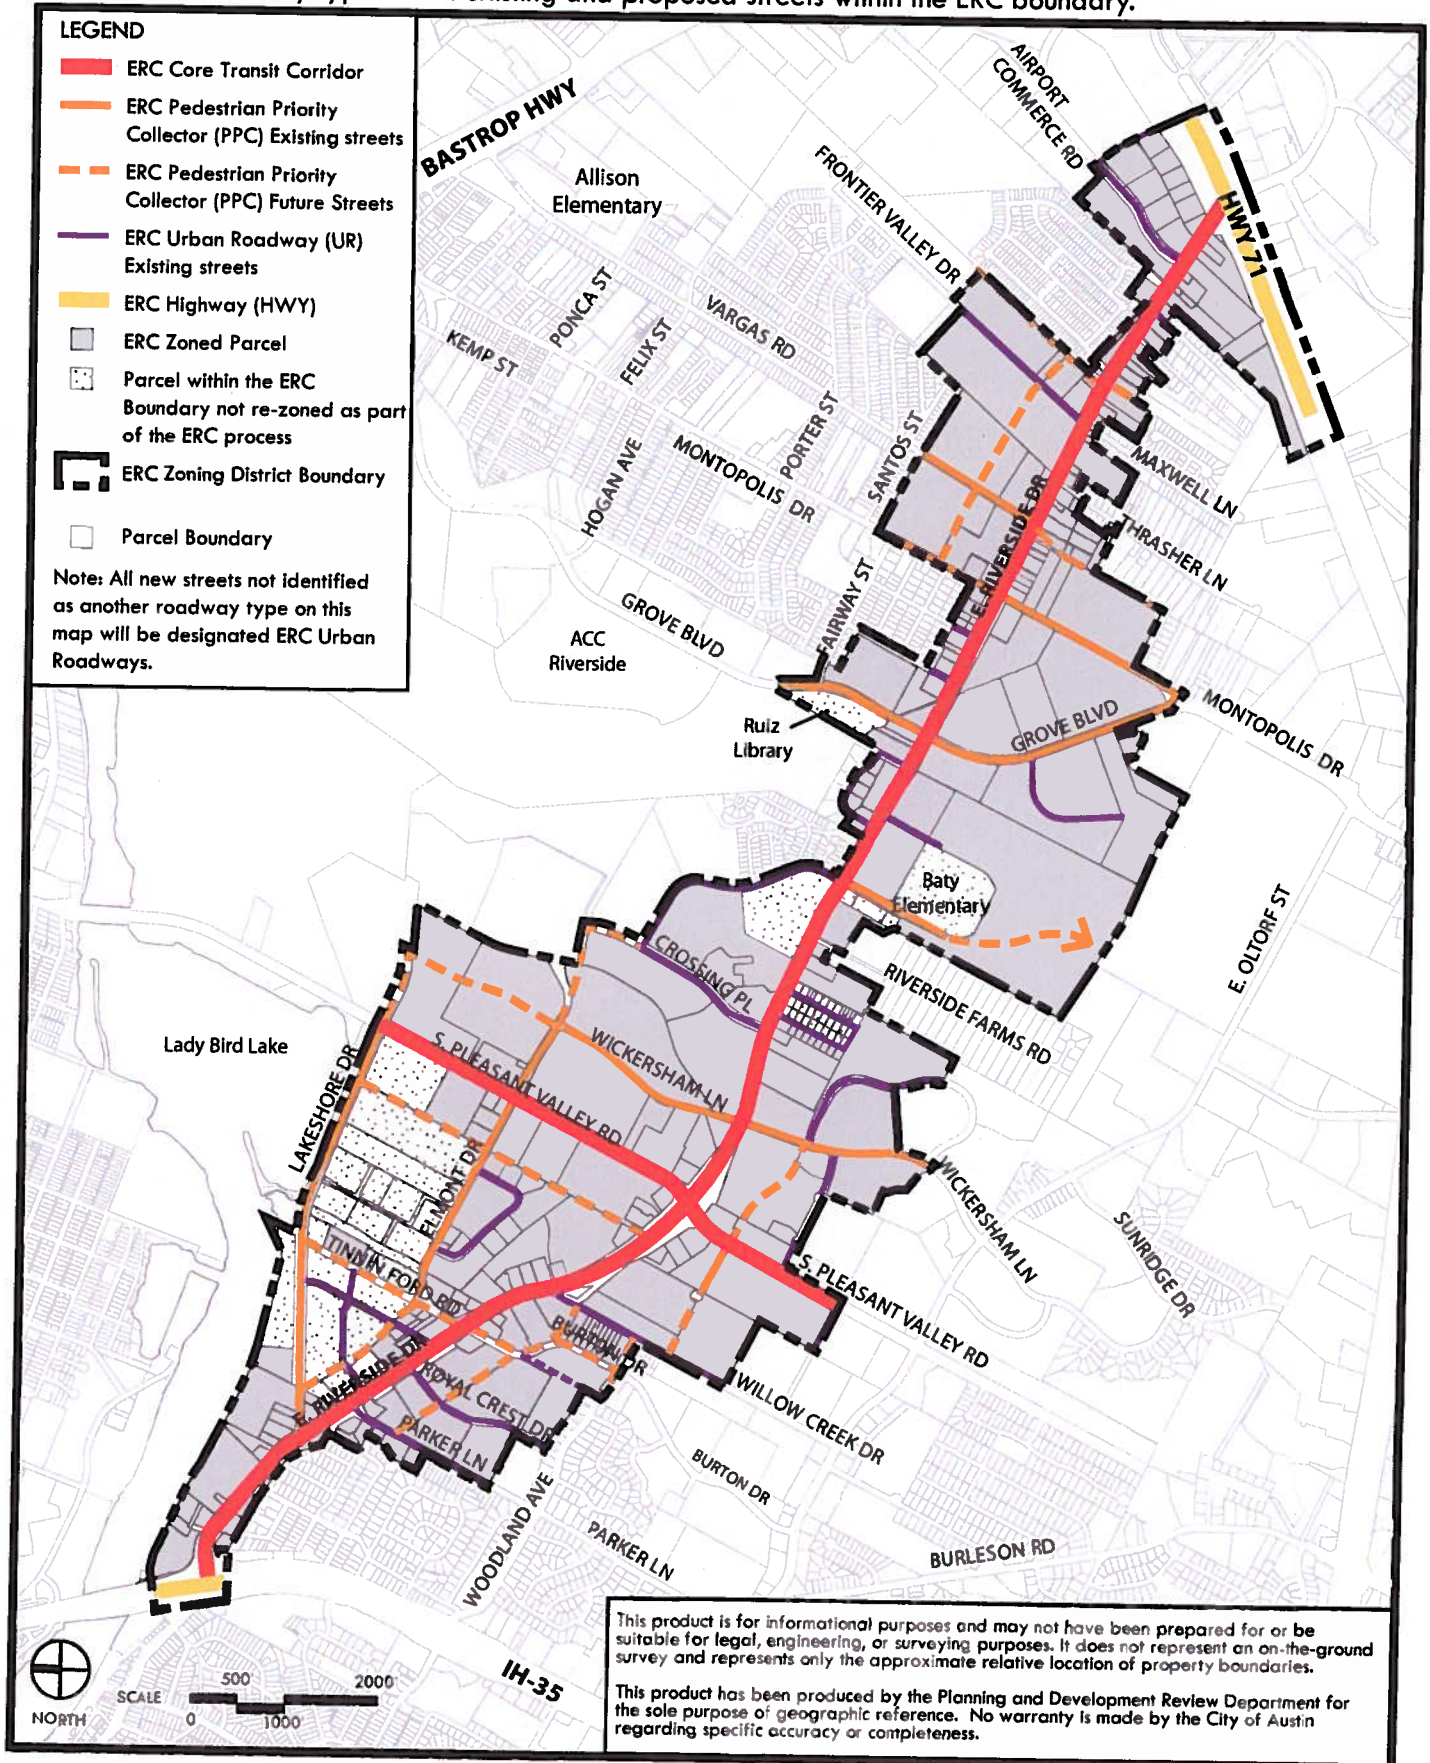 existing and proposed streets within the ERC boundary.
LEGEND
ERC Core Transit Corridor
ERC Pedestrian Priority
Collector (PPC) Existing streets
ERC Pedestrian Priority
Collector (PPC) Future Streets
ERC Urban Roadway (UR)
Existing streets
ERC Highway (HWY)
ERC Zoned Parcel
Parcel within the ERC
Boundary not re-zoned as part
of the ERC process
ERC Zoning District Boundary
Parcel Boundary
Note: All new streets not identified
as another roadway type on this
map will be designated ERC Urban
Roadways.
BASTROP HWY
AIRPORT
COMMERCE RD
Allison
Elementary
FRONTIER VALLEY DR
HWY 71
PONCA ST
VARGAS RD
KEMP ST
FELIX ST
PORTER ST
SANTOS ST
HOGAN AVE
MONTOPOLIS DR
MAXWELL LN
E. RIVERSIDE DR
THRASHER LN
FAIRWAY ST
GROVE BLVD
ACC
Riverside
Ruiz
Library
GROVE BLVD
MONTOPOLIS DR
Baty
Elementary
E. OLTORF ST
CROSSING PL
RIVERSIDE FARMS RD
Lady Bird Lake
LAKESHORE DR
S. PLEASANT VALLEY RD
WICKERSHAM LN
ELMONT DR
WICKERSHAM LN
SUNRIDGE DR
TINNIN FORD RD
S. PLEASANT VALLEY RD
BURTON DR
E. RIVERSIDE DR
ROYAL CREST DR
PARKER LN
WILLOW CREEK DR
BURTON DR
WOODLAND AVE
PARKER LN
BURLESON RD
IH-35
NORTH
SCALE
500'
2000'
0
1000
This product is for informational purposes and may not have been prepared for or be
suitable for legal, engineering, or surveying purposes. It does not represent an on-the-ground
survey and represents only the approximate relative location of property boundaries.
This product has been produced by the Planning and Development Review Department for
the sole purpose of geographic reference. No warranty is made by the City of Austin
regarding specific accuracy or completeness.